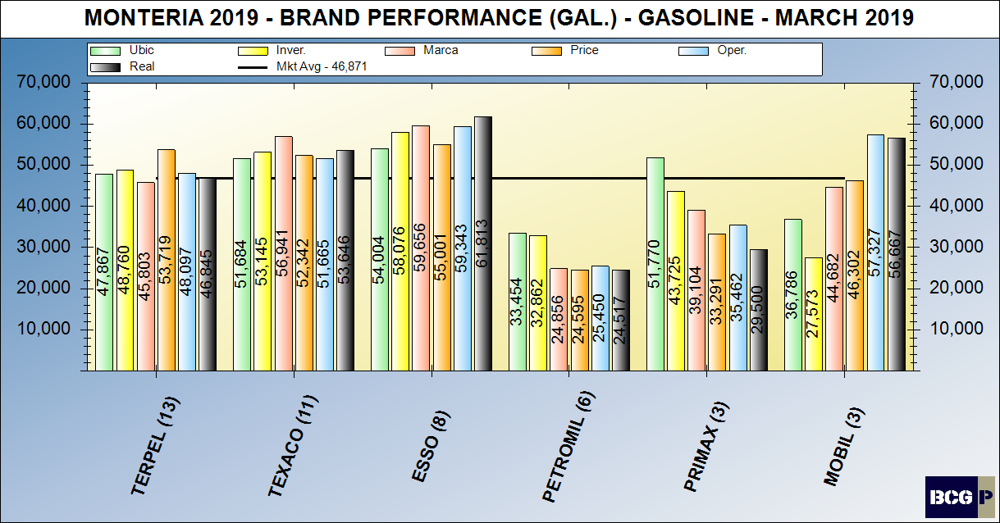 MONTERIA 2019 - BRAND PERFORMANCE (GAL.) - GASOLINE - MARCH 2019
Ubic Inver. Marca Price Oper.
Real Mkt Avg - 46,871
70,000 70,000
60,000 60,000
50,000 50,000
40,000 40,000
30,000 30,000
20,000 20,000
10,000 10,000
47,867 48,760 45,803 53,719 48,097 46,845
51,684 53,145 56,941 52,342 51,665 53,646
54,004 58,076 59,656 55,001 59,343 61,813
33,454 32,862 24,856 24,595 25,450 24,517
51,770 43,725 39,104 33,291 35,462 29,500
36,786 27,573 44,682 46,302 57,327 56,667
TERPEL (13)
TEXACO (11)
ESSO (8)
PETROMIL (6)
PRIMAX (3)
MOBIL (3)
BCG P